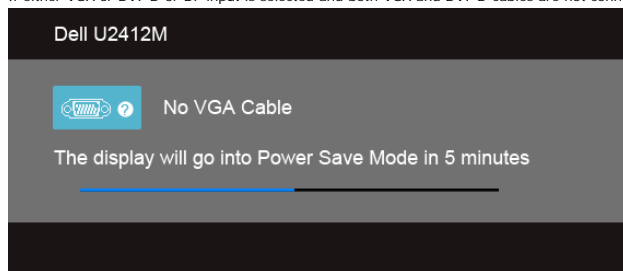 Dell U2412M
? No VGA Cable
The display will go into Power Save Mode in 5 minutes